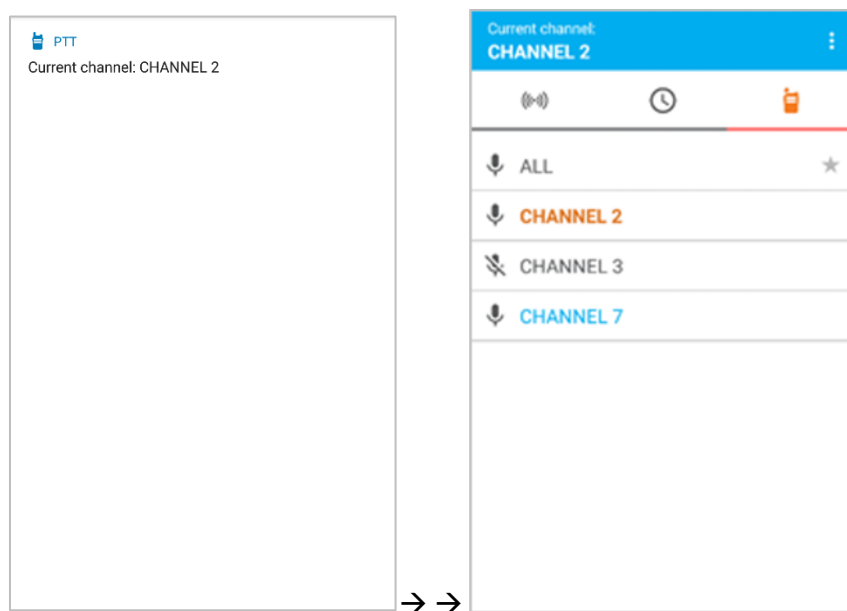 PTT
Current channel: CHANNEL 2
→ →
Current channel:
CHANNEL 2
ALL
CHANNEL 2
CHANNEL 3
CHANNEL 7